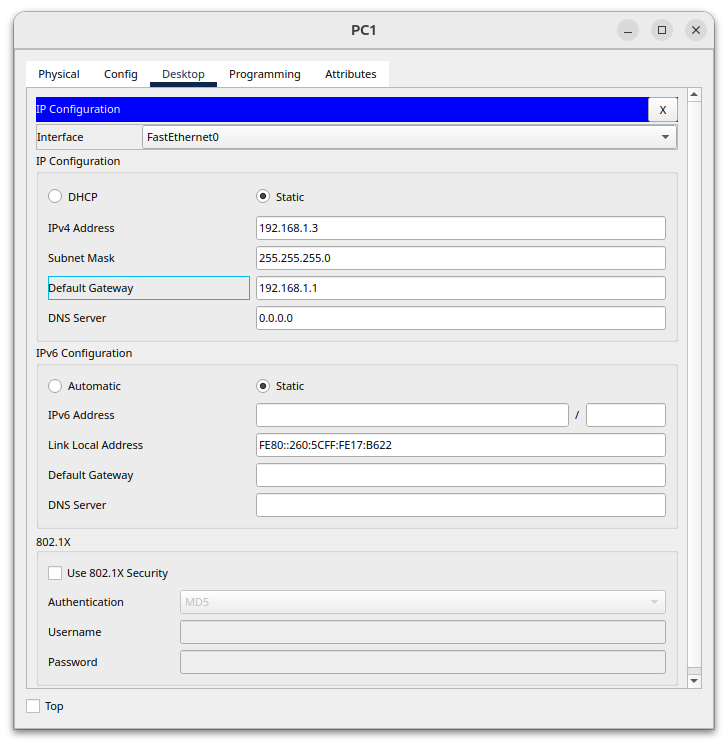 PC1
Physical Config Desktop Programming Attributes
IP Configuration X
Interface FastEthernet0
IP Configuration
DHCP Static
IPv4 Address 192.168.1.3
Subnet Mask 255.255.255.0
Default Gateway 192.168.1.1
DNS Server 0.0.0.0
IPv6 Configuration
Automatic Static
IPv6 Address /
Link Local Address FE80::260:5CFF:FE17:B622
Default Gateway
DNS Server
802.1X
Use 802.1X Security
Authentication MD5
Username
Password
Top